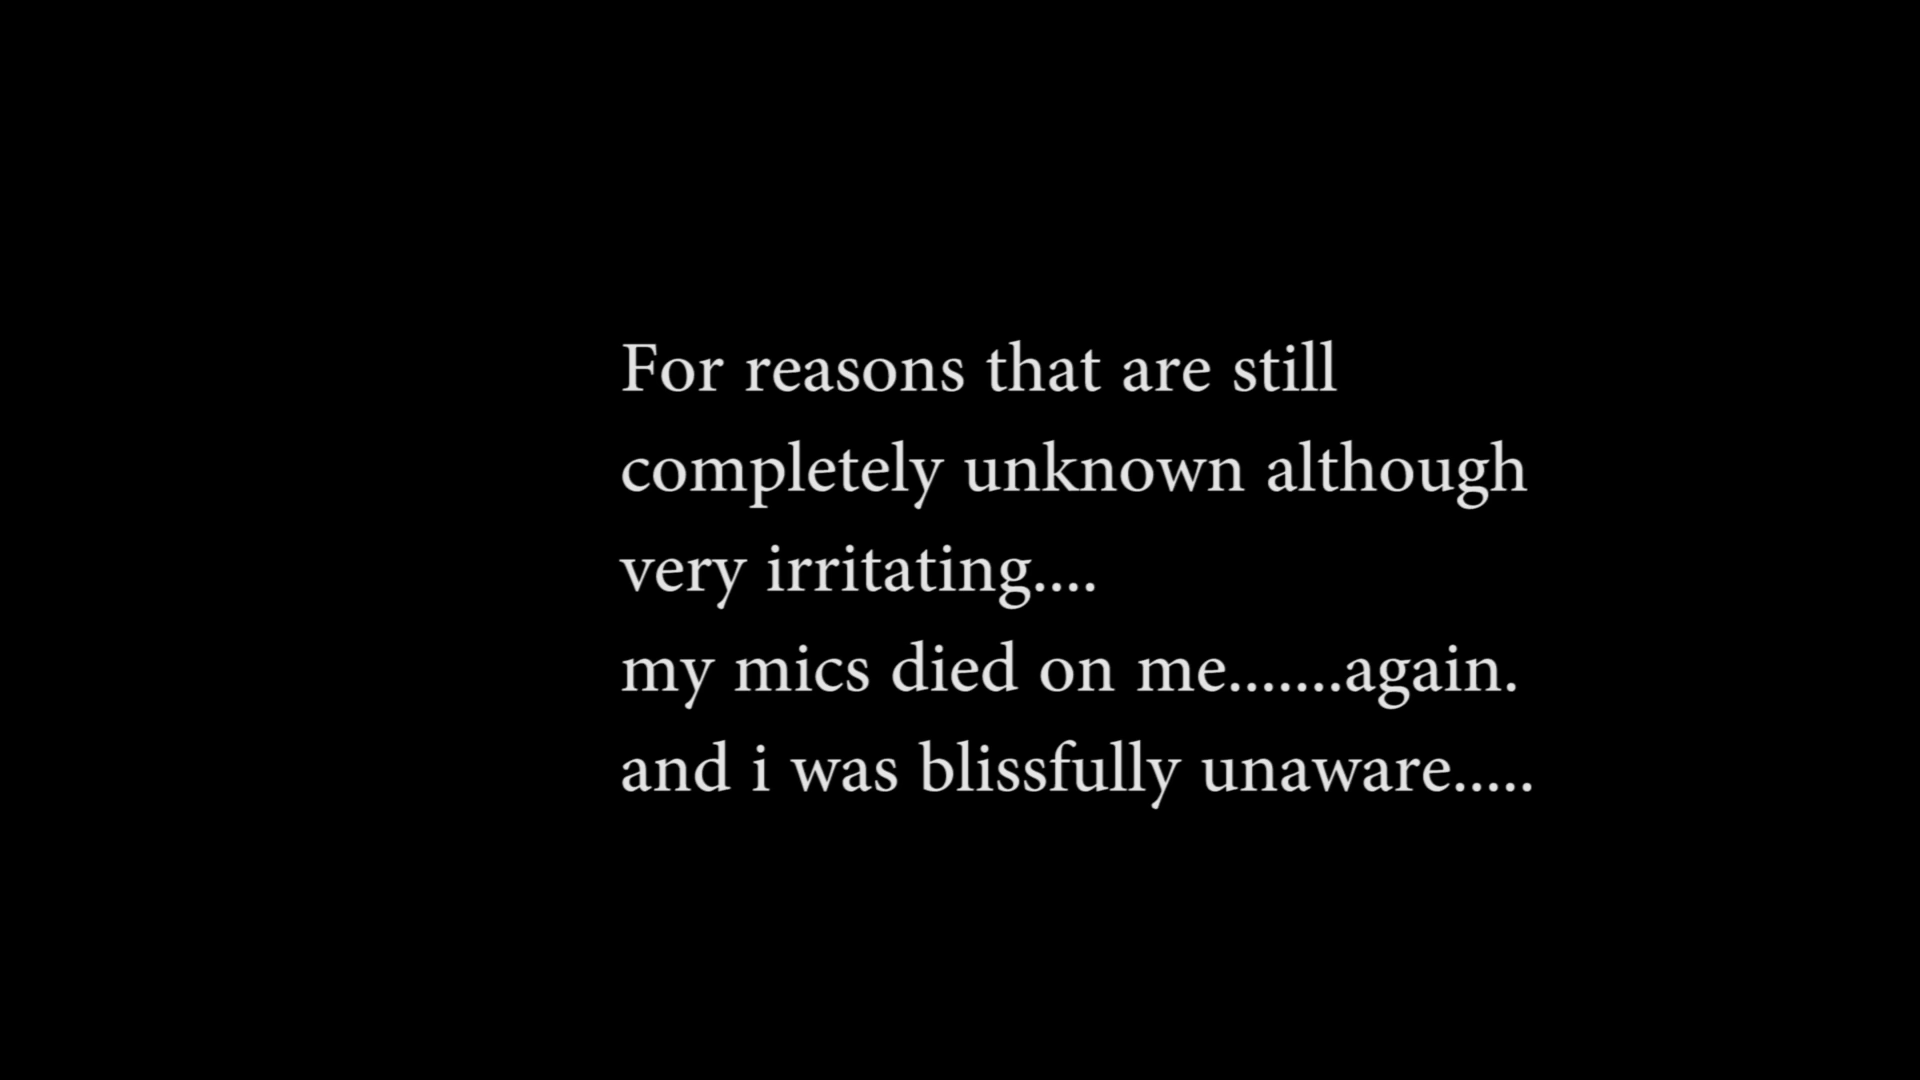 For reasons that are still
completely unknown although
very irritating....
my mics died on me.......again.
and i was blissfully unaware.....